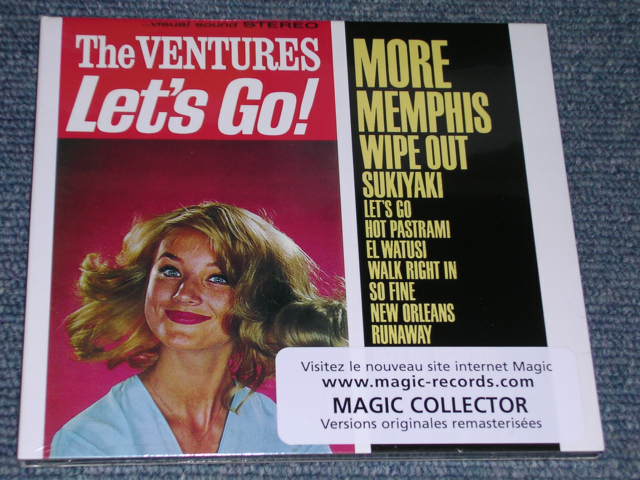 visual sound STEREO
The VENTURES
Let's Go!
MORE
MEMPHIS
WIPE OUT
SUKIYAKI
LET'S GO
HOT PASTRAMI
EL WATUSI
WALK RIGHT IN
SO FINE
NEW ORLEANS
RUNAWAY
Visitez le nouveau site internet Magic
www.magic-records.com
MAGIC COLLECTOR
Versions originales remasterisées